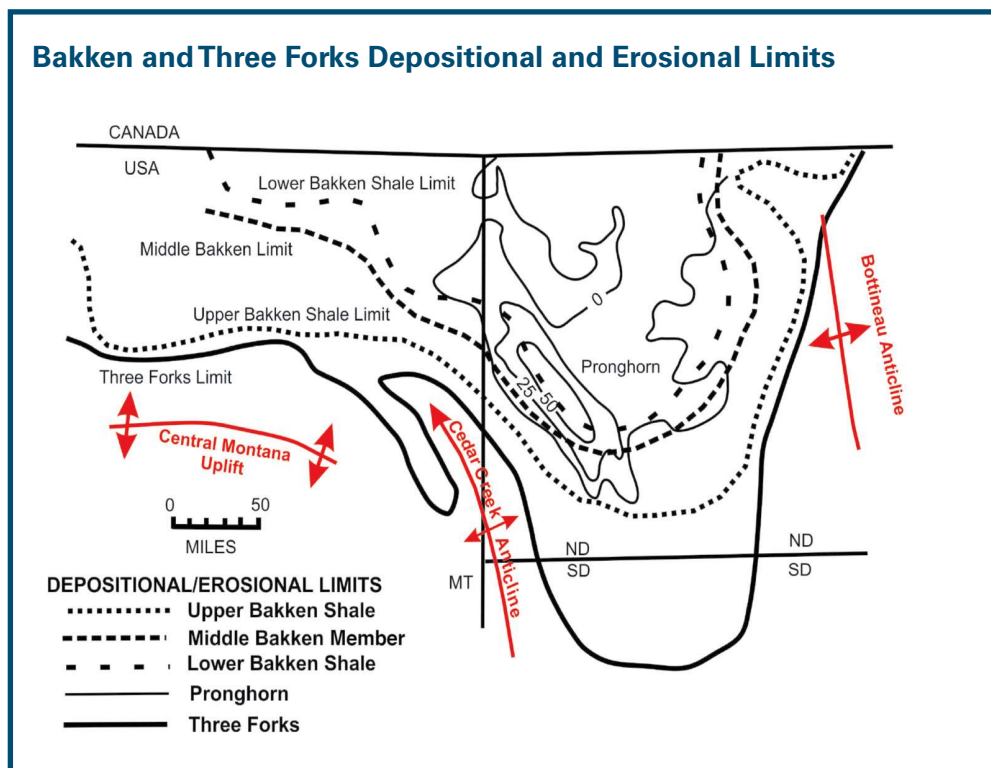 Bakken and Three Forks Depositional and Erosional Limits
CANADA
USA
Lower Bakken Shale Limit
Middle Bakken Limit
Upper Bakken Shale Limit
Three Forks Limit
0
Pronghorn
25
50
Bottineau Anticline
Central Montana
Uplift
Cedar Creek Anticline
0 50
MILES
MT
ND
SD
ND
SD
DEPOSITIONAL/EROSIONAL LIMITS
Upper Bakken Shale
Middle Bakken Member
Lower Bakken Shale
Pronghorn
Three Forks